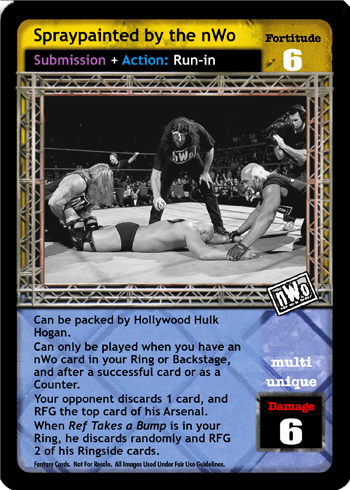 Spraypainted by the nWo
Fortitude
6
Submission + Action: Run-in
nWo
nWo
Can be packed by Hollywood Hulk
Hogan.
Can only be played when you have an
nWo card in your Ring or Backstage,
and after a successful card or as a
Counter.
Your opponent discards 1 card, and
RFG the top card of his Arsenal.
When Ref Takes a Bump is in your
Ring, he discards randomly and RFG
2 of his Ringside cards.
multi
unique
Damage
6
Fantasy Cards. Not For Resale. All Images Used Under Fair Use Guidelines.